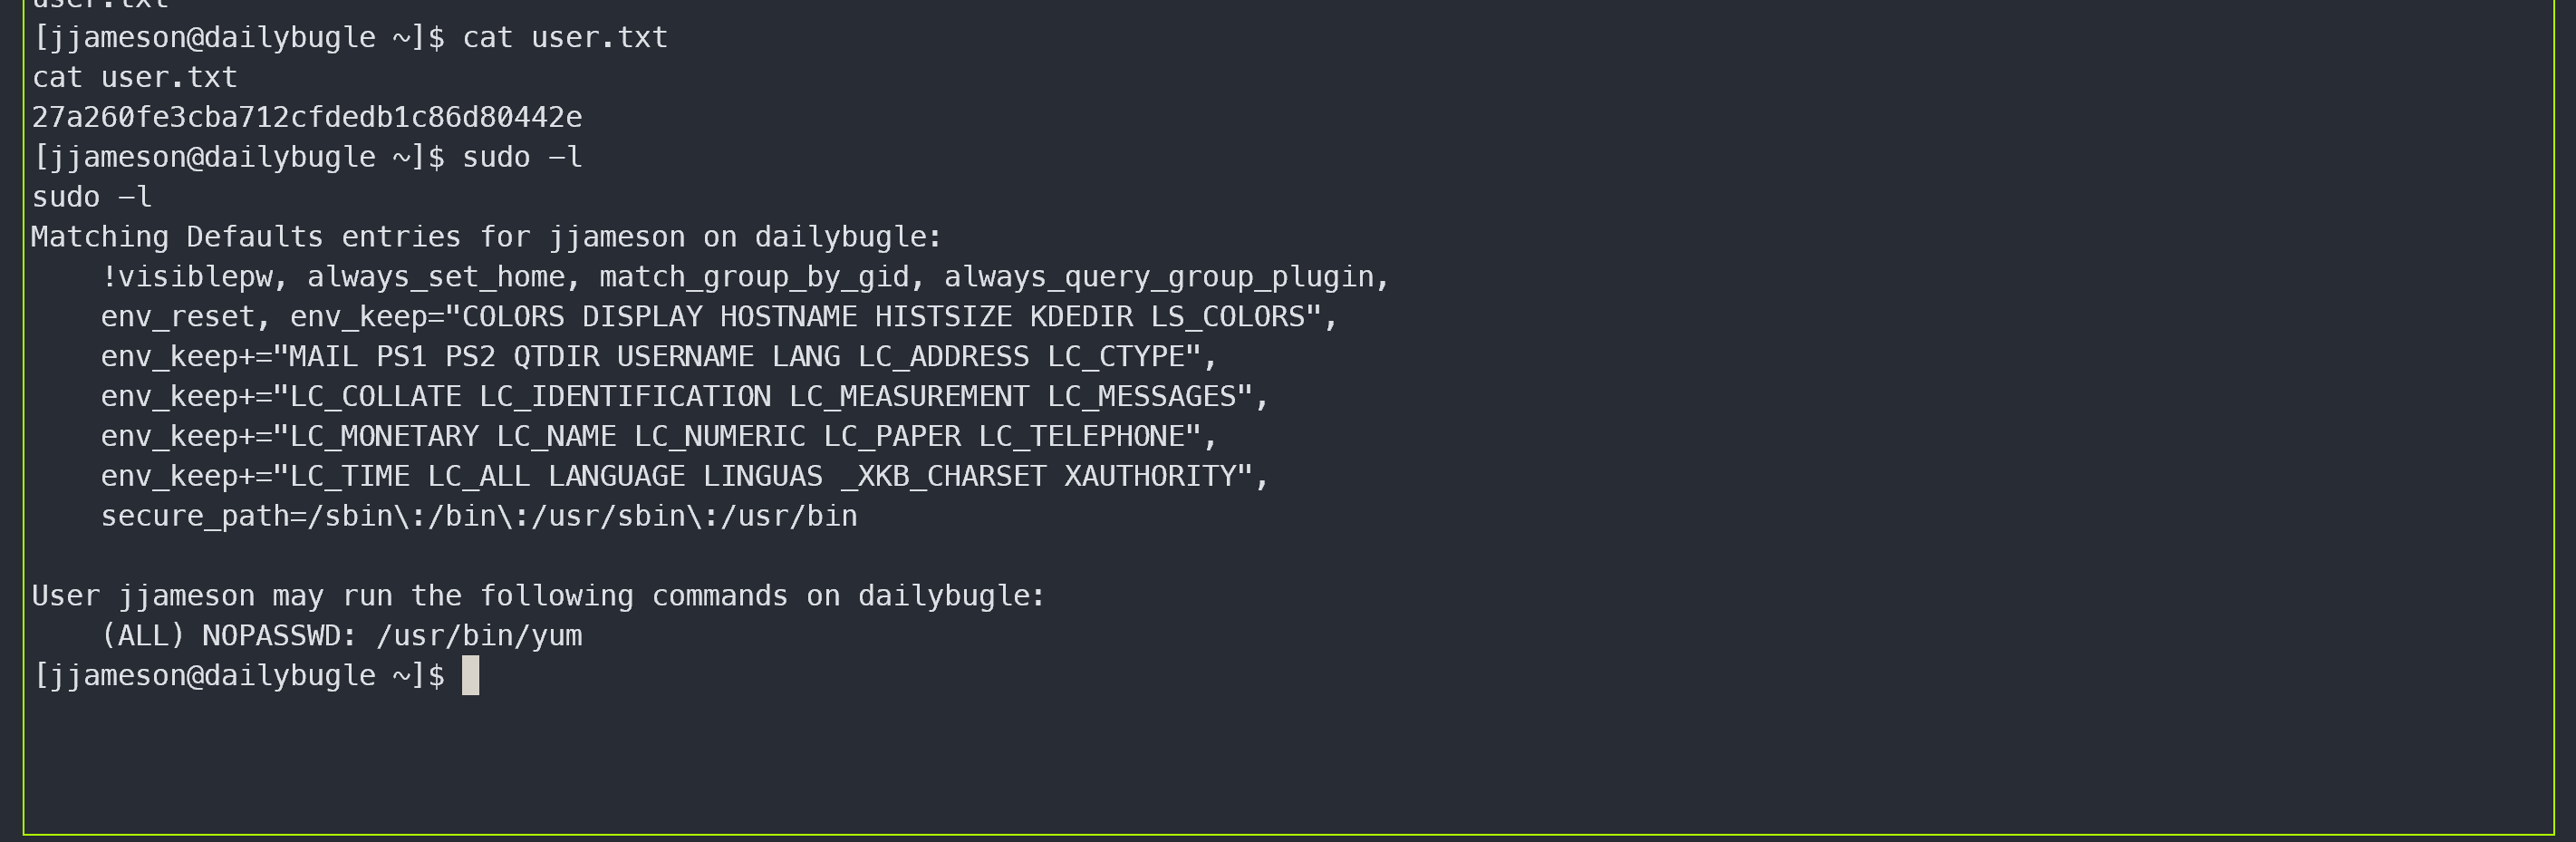 user.txt
[jjameson@dailybugle ~]$ cat user.txt
cat user.txt
27a260fe3cba712cfdedb1c86d80442e
[jjameson@dailybugle ~]$ sudo -l
sudo -l
Matching Defaults entries for jjameson on dailybugle:
    !visiblepw, always_set_home, match_group_by_gid, always_query_group_plugin,
    env_reset, env_keep="COLORS DISPLAY HOSTNAME HISTSIZE KDEDIR LS_COLORS",
    env_keep+="MAIL PS1 PS2 QTDIR USERNAME LANG LC_ADDRESS LC_CTYPE",
    env_keep+="LC_COLLATE LC_IDENTIFICATION LC_MEASUREMENT LC_MESSAGES",
    env_keep+="LC_MONETARY LC_NAME LC_NUMERIC LC_PAPER LC_TELEPHONE",
    env_keep+="LC_TIME LC_ALL LANGUAGE LINGUAS _XKB_CHARSET XAUTHORITY",
    secure_path=/sbin\:/bin\:/usr/sbin\:/usr/bin

User jjameson may run the following commands on dailybugle:
    (ALL) NOPASSWD: /usr/bin/yum
[jjameson@dailybugle ~]$